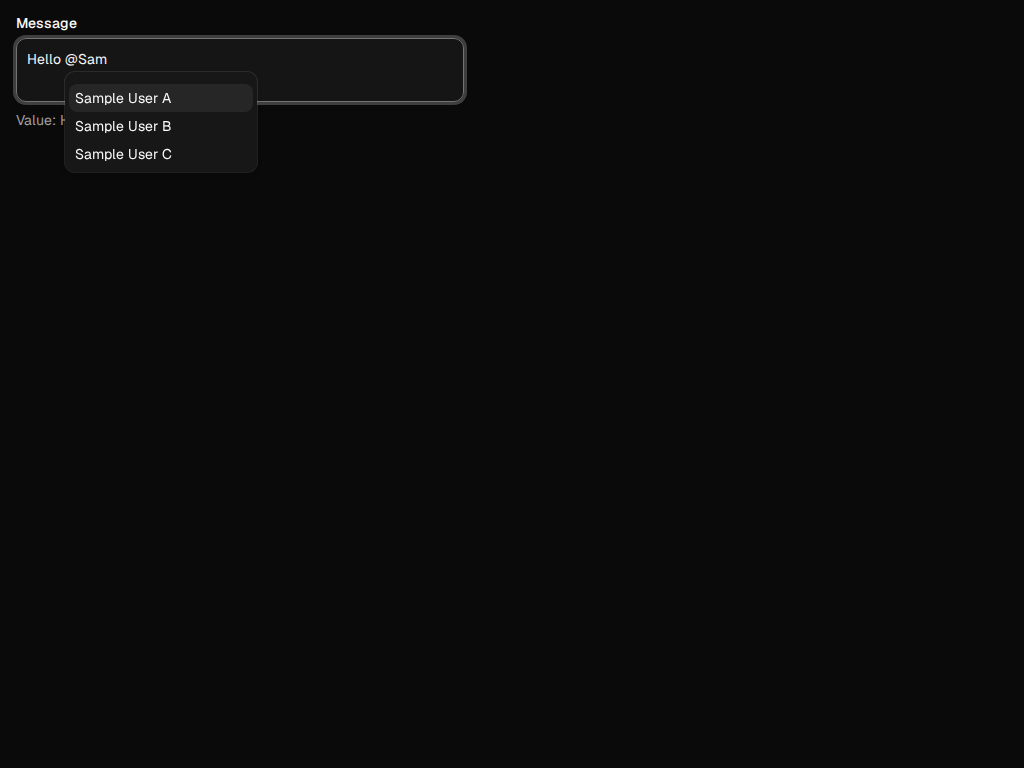 Message
Hello @Sam
Sample User A
Value:
Sample User B
Sample User C